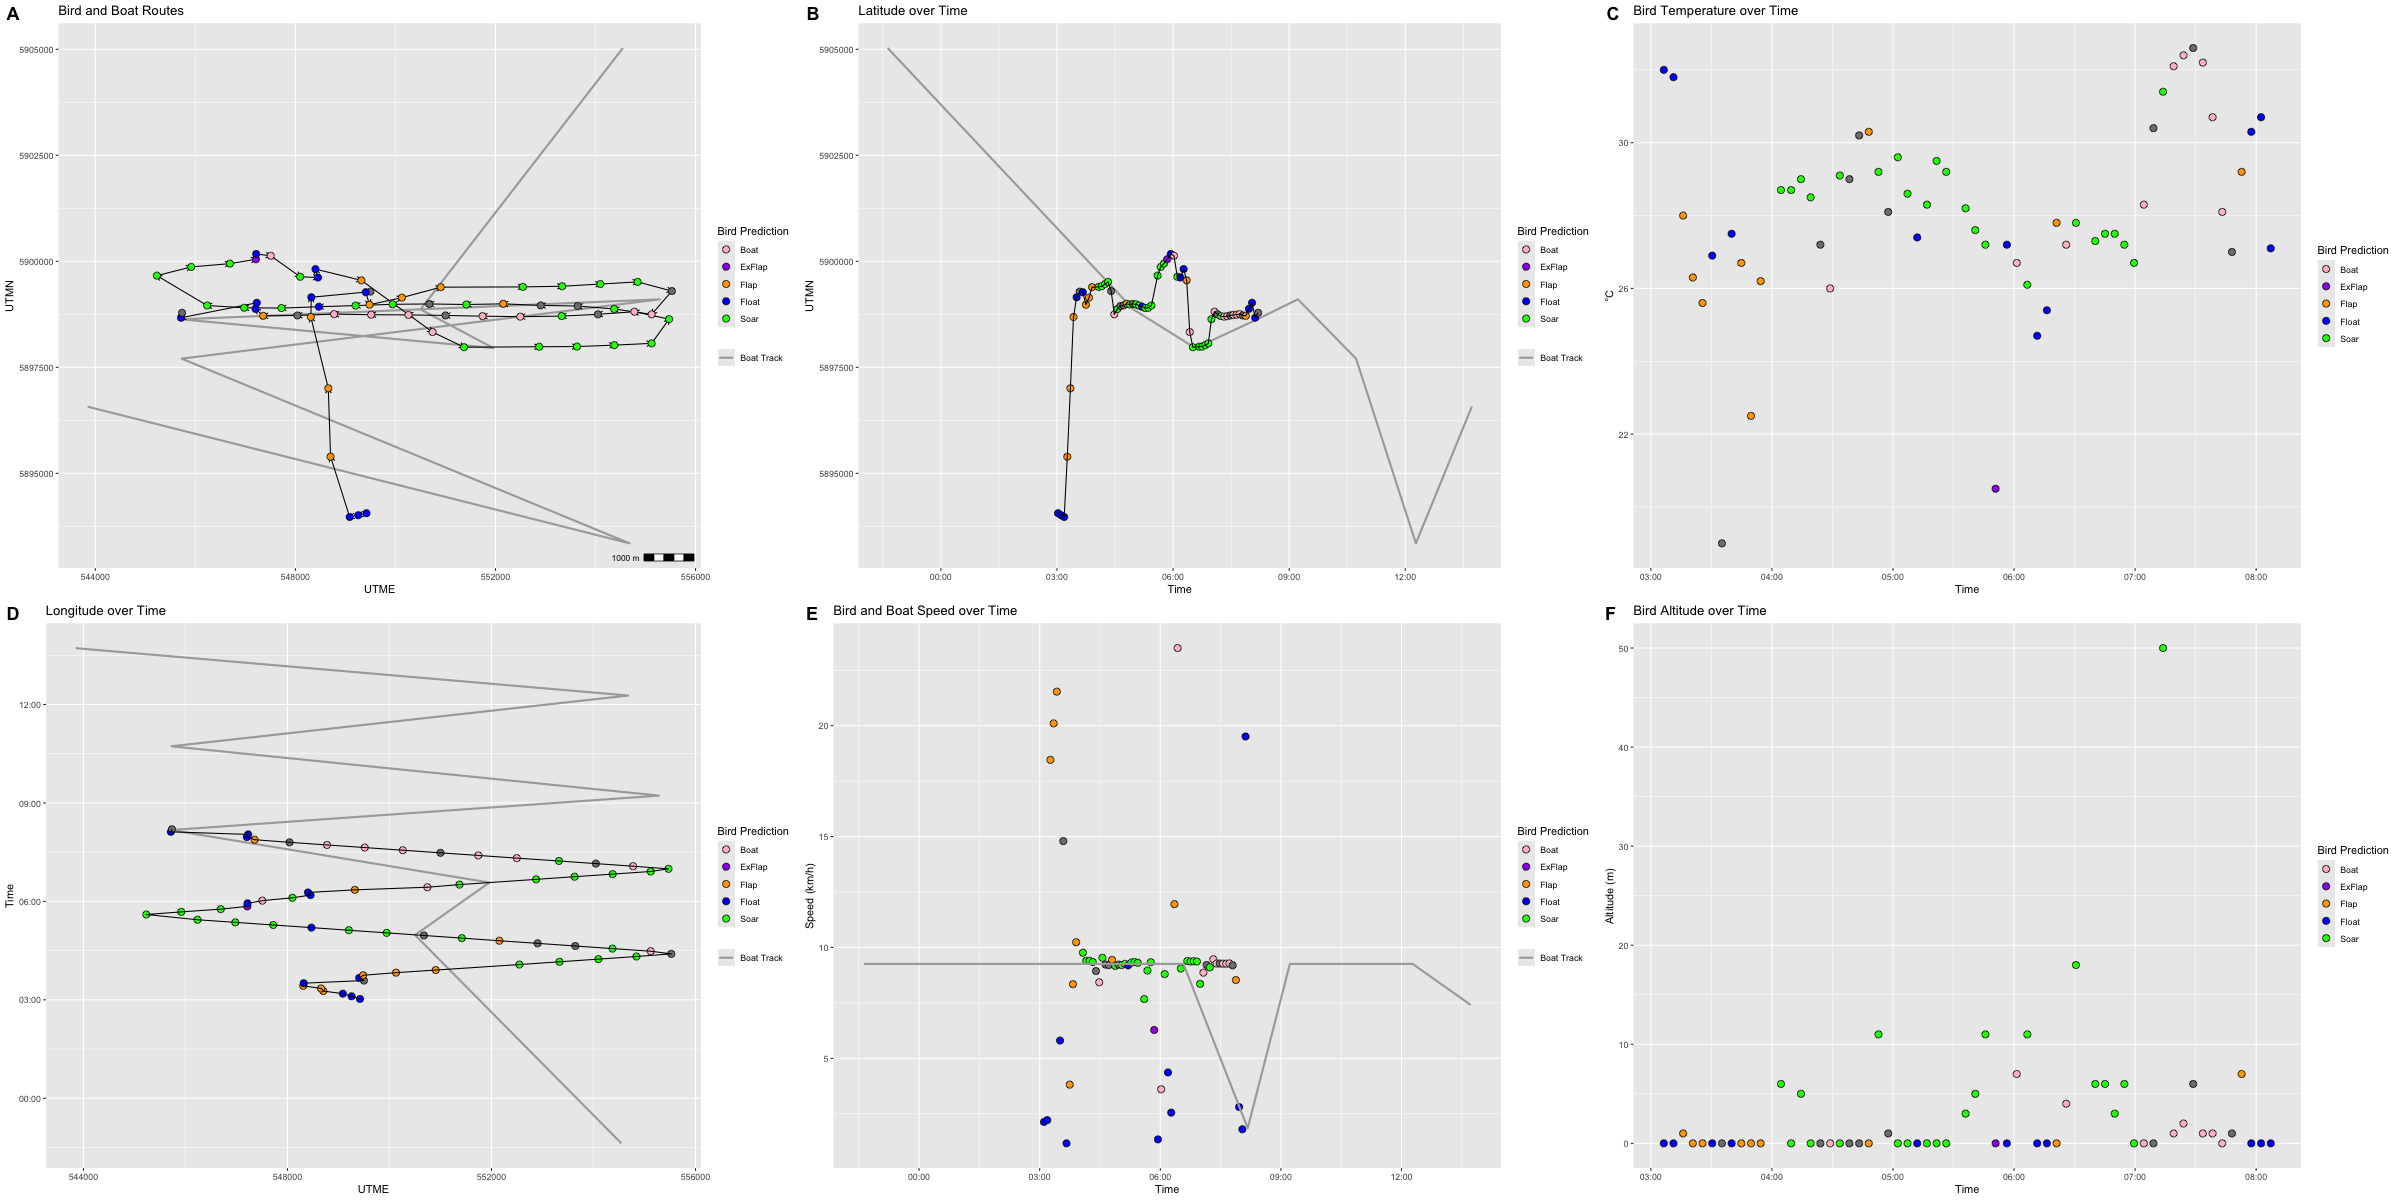 A Bird and Boat Routes
5905000
5902500
5900000
5897500
5895000
UTMN
544000 548000 552000 556000
UTME
1000 m
Bird Prediction
Boat
ExFlap
Flap
Float
Soar
Boat Track
B Latitude over Time
5905000
5902500
5900000
5897500
5895000
UTMN
00:00 03:00 06:00 09:00 12:00
Time
Bird Prediction
Boat
ExFlap
Flap
Float
Soar
Boat Track
C Bird Temperature over Time
30
26
22
°C
03:00 04:00 05:00 06:00 07:00 08:00
Time
Bird Prediction
Boat
ExFlap
Flap
Float
Soar
D Longitude over Time
12:00
09:00
06:00
03:00
00:00
Time
544000 548000 552000 556000
UTME
Bird Prediction
Boat
ExFlap
Flap
Float
Soar
Boat Track
E Bird and Boat Speed over Time
20
15
10
5
Speed (km/h)
00:00 03:00 06:00 09:00 12:00
Time
Bird Prediction
Boat
ExFlap
Flap
Float
Soar
Boat Track
F Bird Altitude over Time
50
40
30
20
10
0
Altitude (m)
03:00 04:00 05:00 06:00 07:00 08:00
Time
Bird Prediction
Boat
ExFlap
Flap
Float
Soar